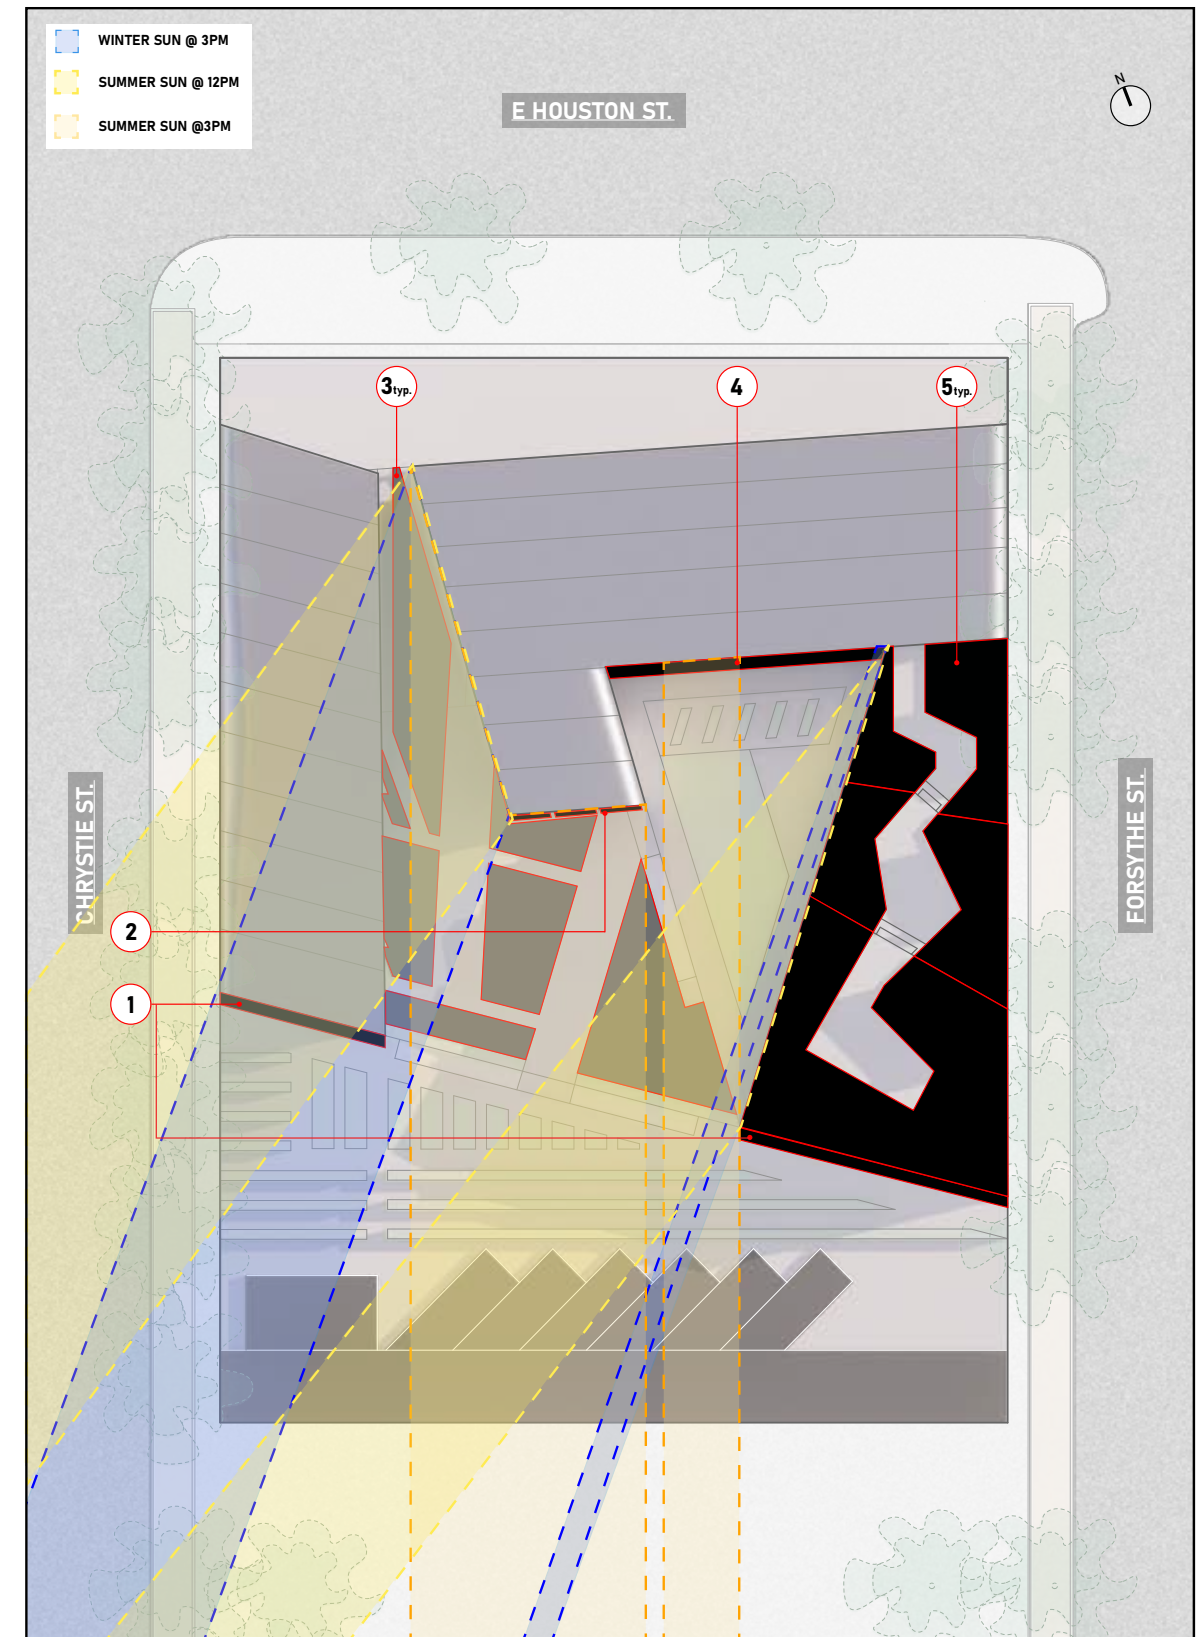 WINTER SUN @ 3PM
SUMMER SUN @ 12PM
SUMMER SUN @3PM
E HOUSTON ST.
N
3typ.
4
5typ.
CHRYSTIE ST.
FORSYTHE ST.
2
1